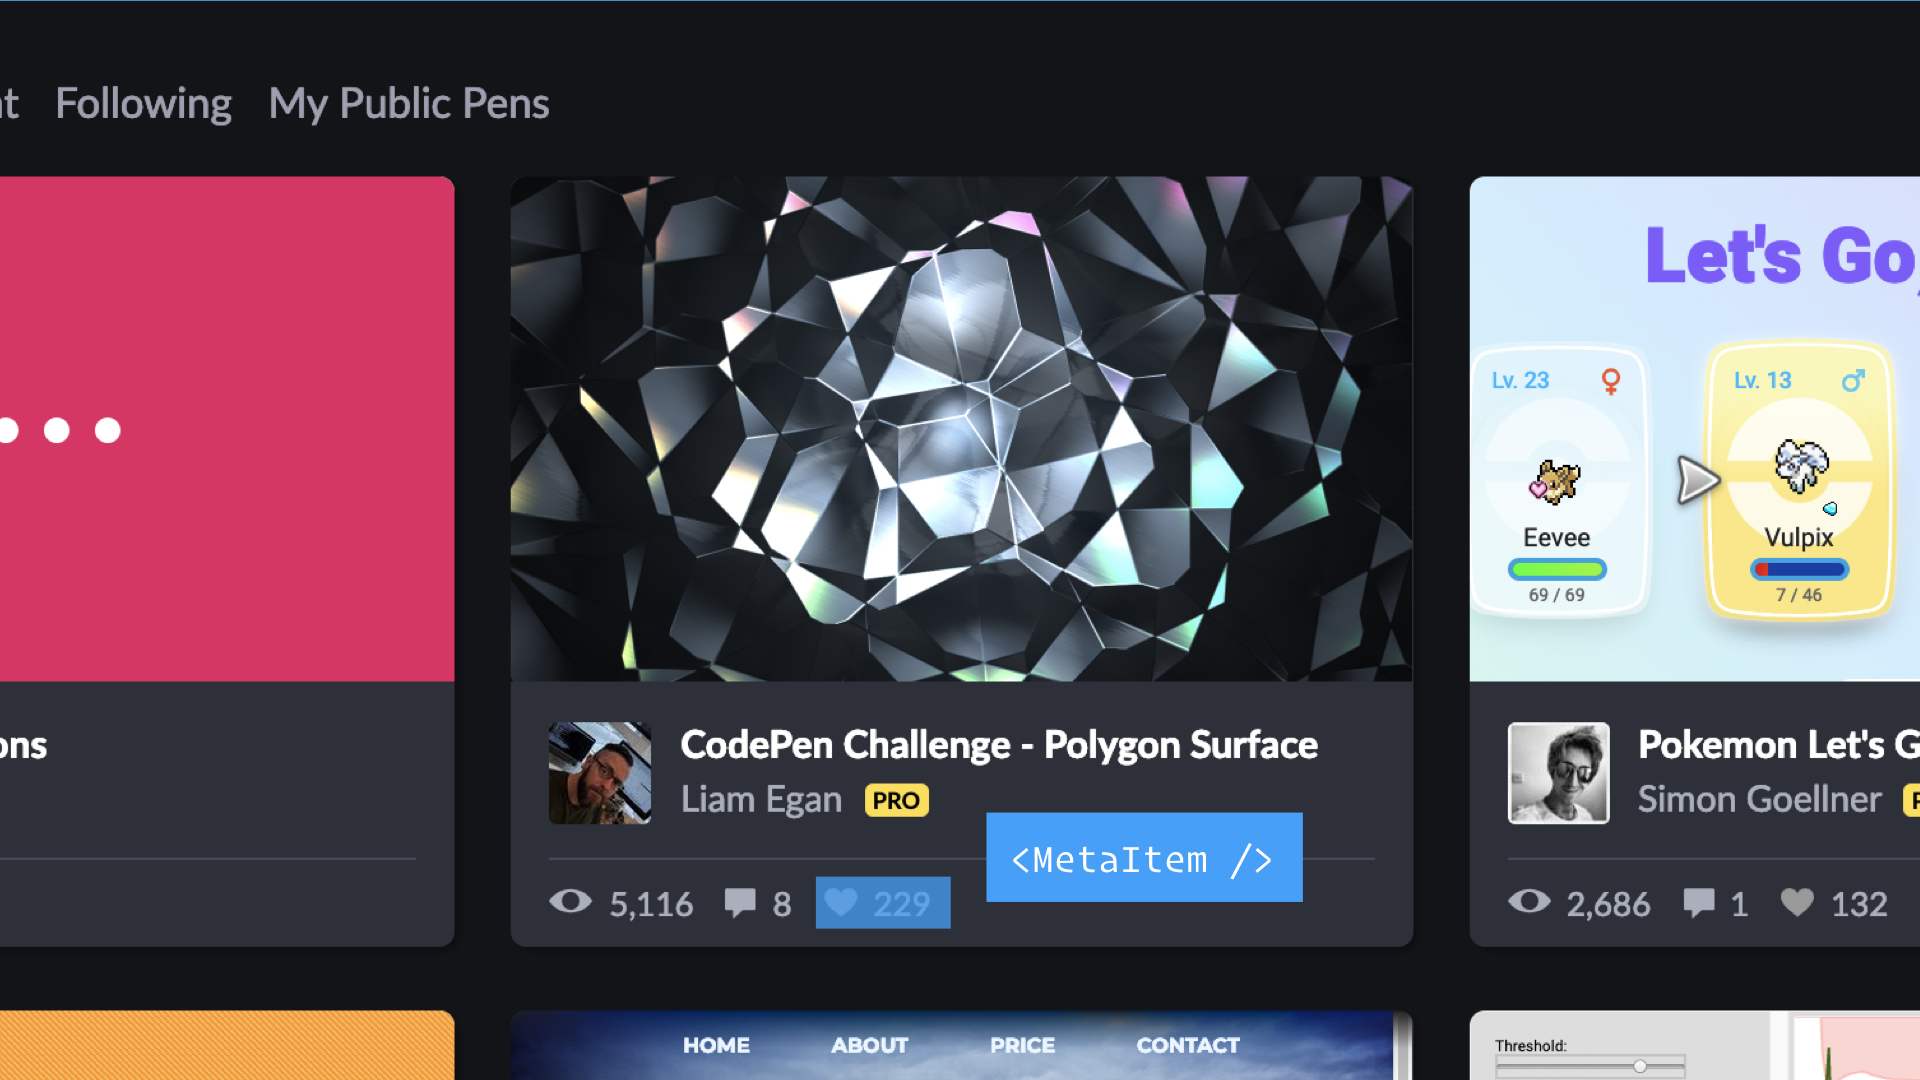 Following My Public Pens
Let's Go,
Lv. 23
Lv. 13
Eevee
Vulpix
69 / 69
7 / 46
CodePen Challenge - Polygon Surface
Liam Egan PRO
<MetaItem />
5,116 8 229
Pokemon Let's G
Simon Goellner
2,686 1 132
HOME ABOUT PRICE CONTACT
Threshold: